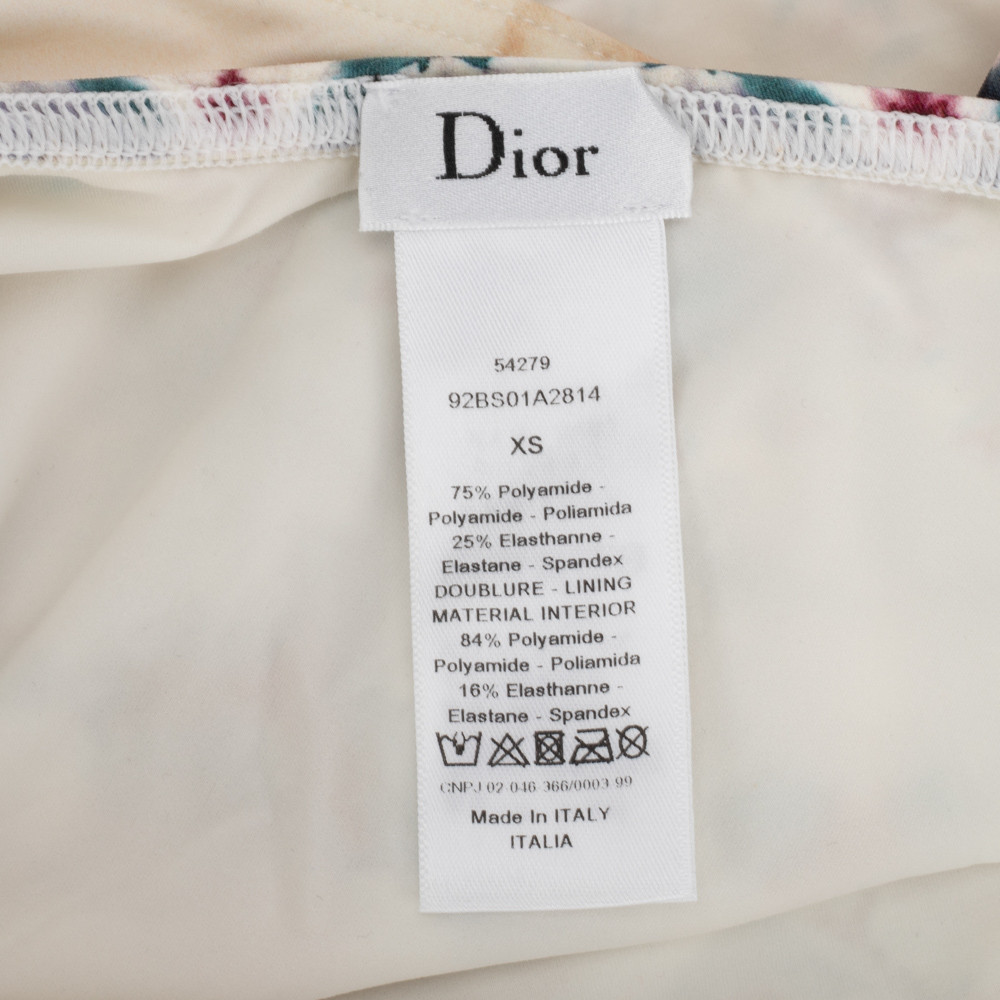 Dior
54279
92BS01A2814
XS
75% Polyamide -
Polyamide - Poliamida
25% Elasthanne -
Elastane - Spandex
DOUBLURE - LINING
MATERIAL INTERIOR
84% Polyamide -
Polyamide - Poliamida
16% Elasthanne -
Elastane - Spandex
CNPJ 02 046 366/0003 99
Made In ITALY
ITALIA